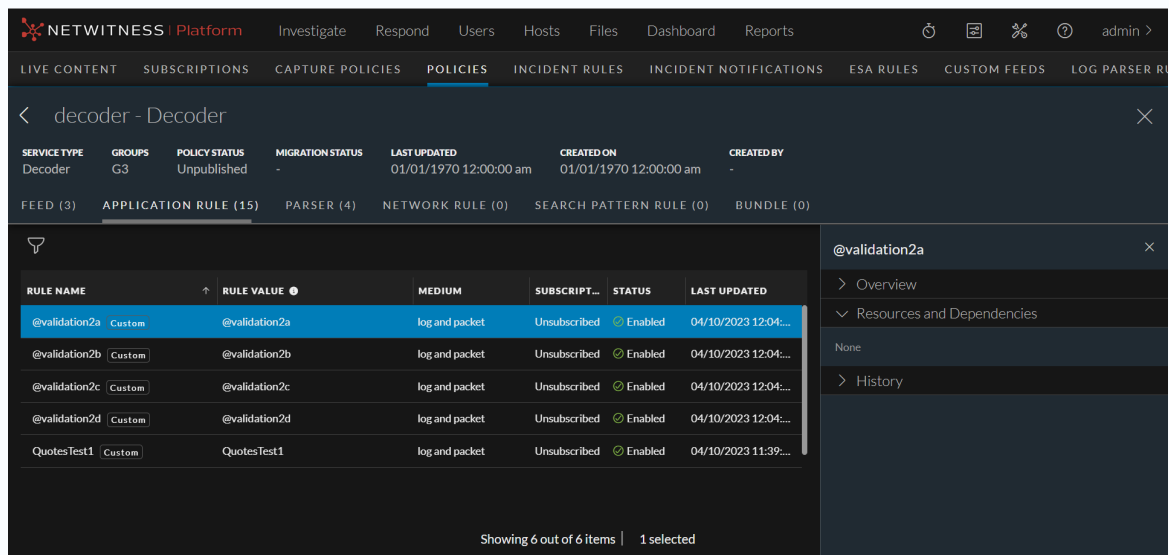 NETWITNESS Platform Investigate Respond Users Hosts Files Dashboard Reports admin >
LIVE CONTENT SUBSCRIPTIONS CAPTURE POLICIES POLICIES INCIDENT RULES INCIDENT NOTIFICATIONS ESA RULES CUSTOM FEEDS LOG PARSER RU
decoder - Decoder
SERVICE TYPE GROUPS POLICY STATUS MIGRATION STATUS LAST UPDATED CREATED ON CREATED BY
Decoder G3 Unpublished - 01/01/1970 12:00:00 am 01/01/1970 12:00:00 am -
FEED (3) APPLICATION RULE (15) PARSER (4) NETWORK RULE (0) SEARCH PATTERN RULE (0) BUNDLE (0)
RULE NAME RULE VALUE MEDIUM SUBSCRIPT... STATUS LAST UPDATED
@validation2a Custom @validation2a log and packet Unsubscribed Enabled 04/10/2023 12:04:...
@validation2b Custom @validation2b log and packet Unsubscribed Enabled 04/10/2023 12:04:...
@validation2c Custom @validation2c log and packet Unsubscribed Enabled 04/10/2023 12:04:...
@validation2d Custom @validation2d log and packet Unsubscribed Enabled 04/10/2023 12:04:...
QuotesTest1 Custom QuotesTest1 log and packet Unsubscribed Enabled 04/10/2023 11:39:...
Showing 6 out of 6 items | 1 selected
@validation2a
Overview
Resources and Dependencies
None
History